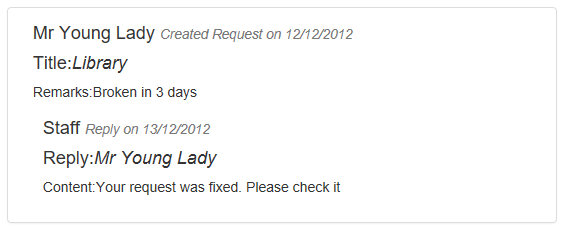 Mr Young Lady Created Request on 12/12/2012
Title:Library
Remarks:Broken in 3 days
Staff Reply on 13/12/2012
Reply:Mr Young Lady
Content:Your request was fixed. Please check it